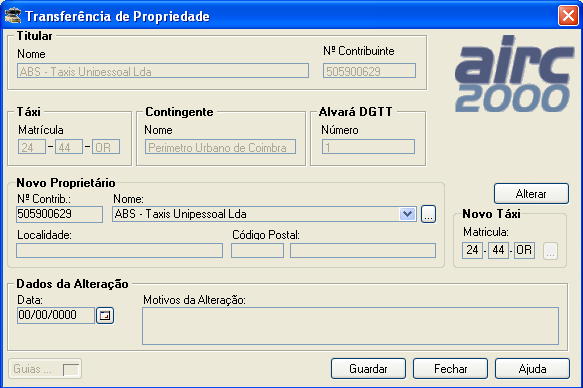 Transferência de Propriedade
Titular
Nome
Nº Contribuinte
ABS - Taxis Unipessoal Lda
505900629
airc
2000
Táxi
Contingente
Alvará DGTT
Matrícula
Nome
Número
24 - 44 - OR
Perimetro Urbano de Coimbra
1
Novo Proprietário
Nº Contrib.:
Nome:
505900629
ABS - Taxis Unipessoal Lda
...
Localidade:
Código Postal:
Alterar
Novo Táxi
Matricula:
24 - 44 - OR
...
Dados da Alteração
Data:
Motivos da Alteração:
00/00/0000
Guias ...
Guardar
Fechar
Ajuda